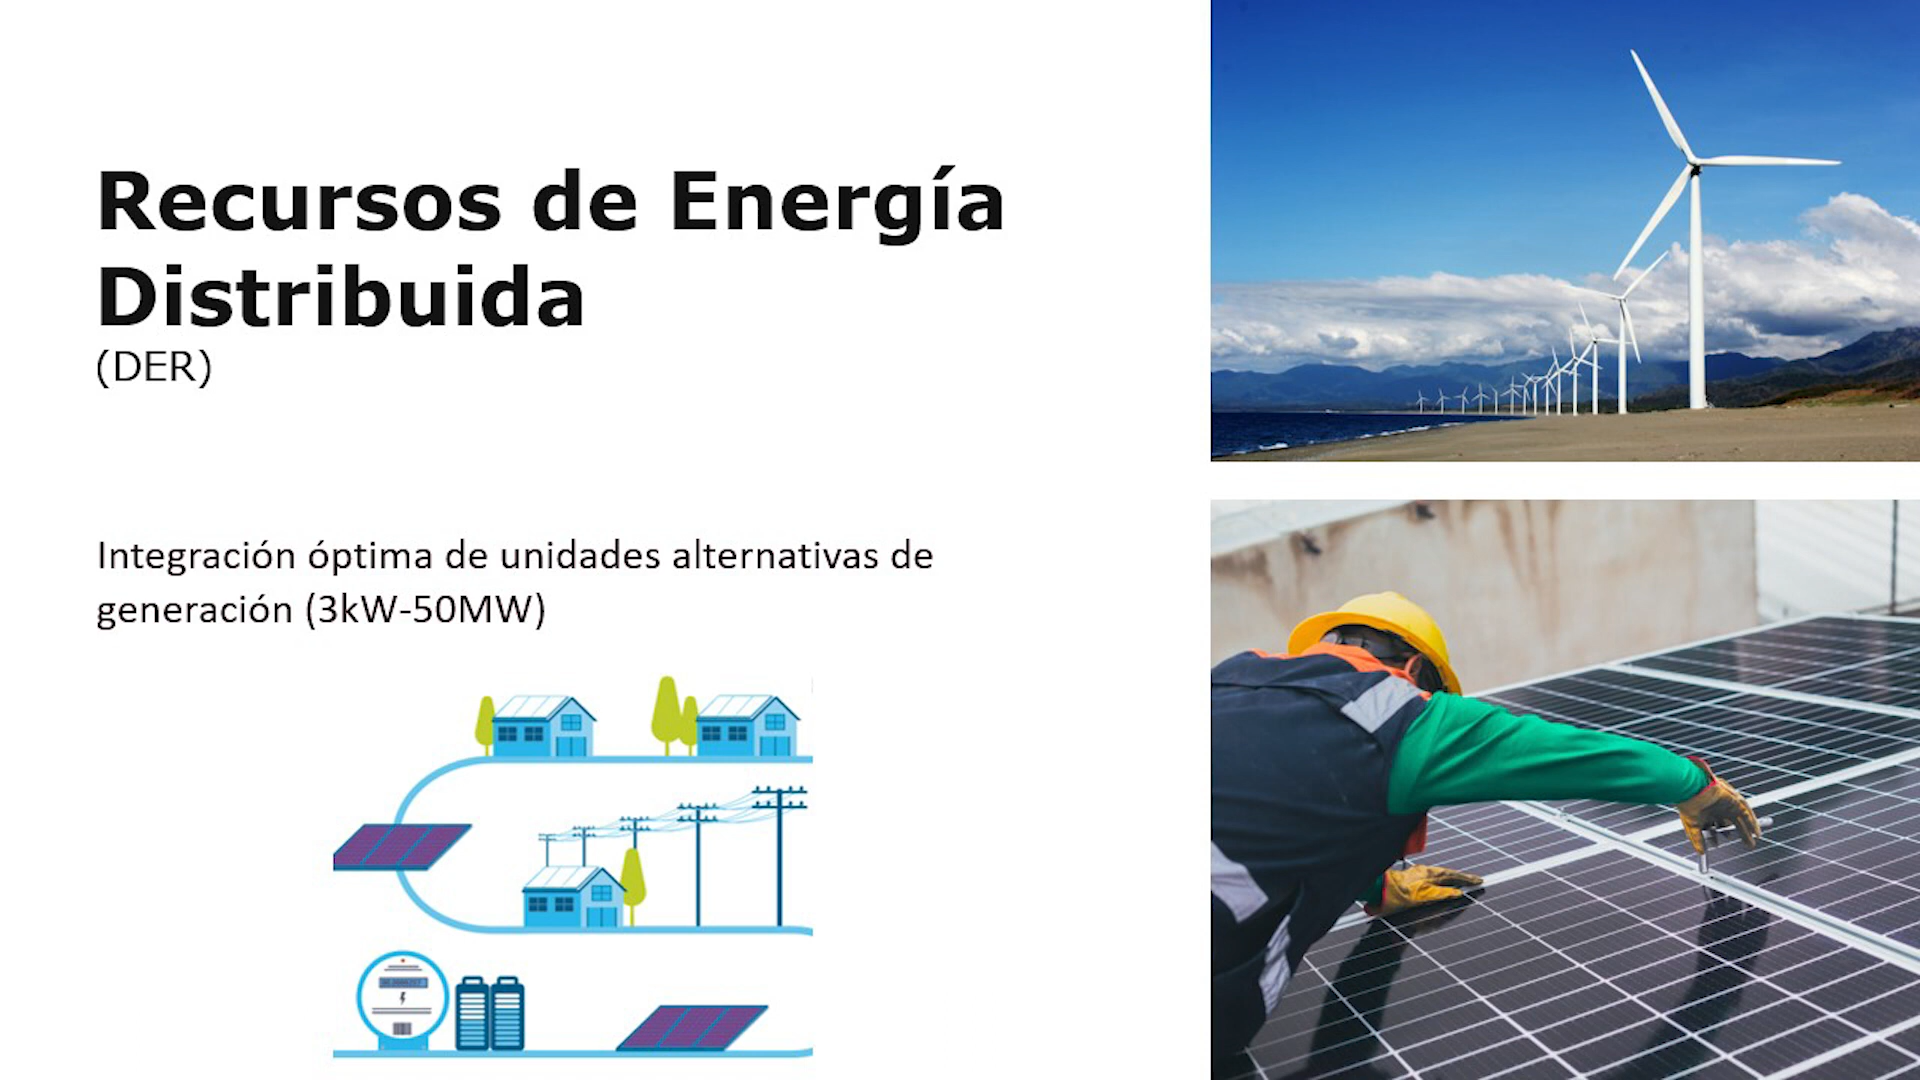 Recursos de Energía
Distribuida
(DER)
Integración óptima de unidades alternativas de
generación (3kW-50MW)